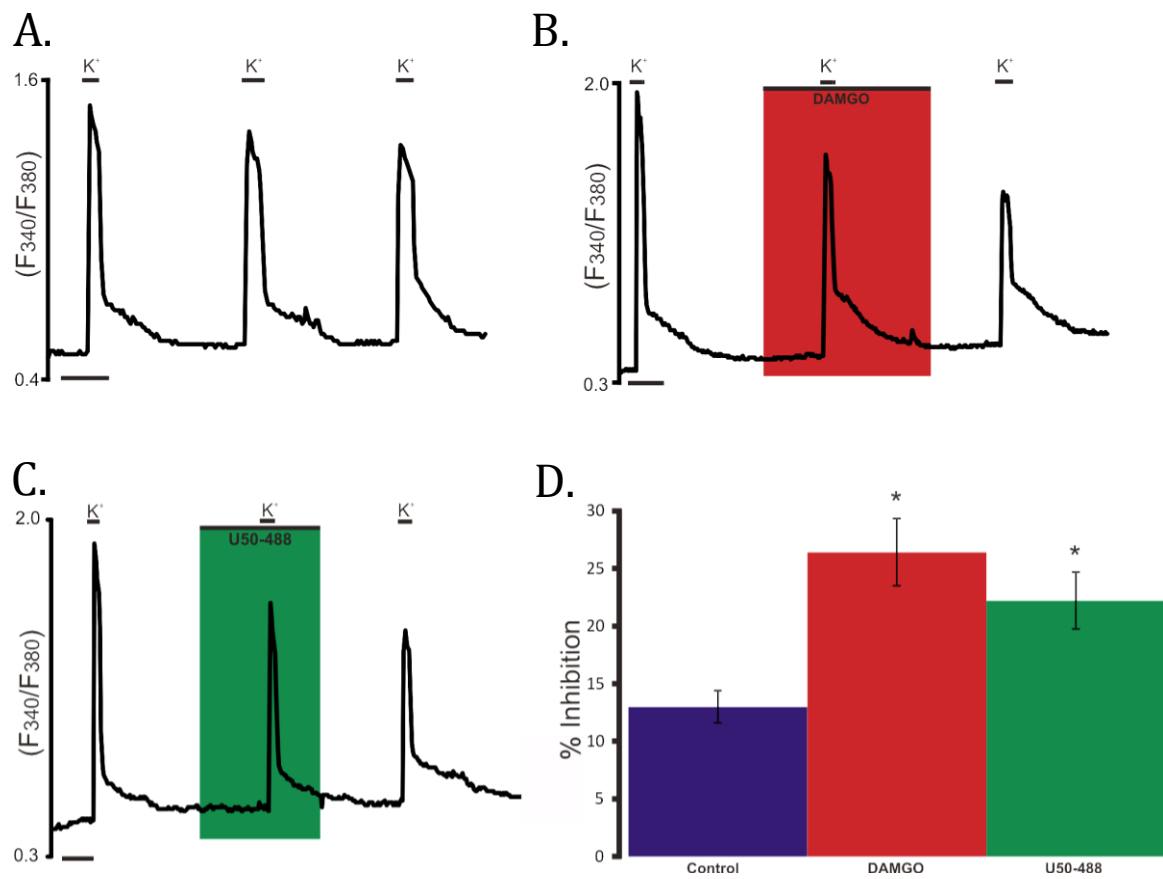 A.
K⁺ K⁺ K⁺
1.6
(F340/F380)
0.4
B.
K⁺ K⁺ K⁺
2.0
DAMGO
(F340/F380)
0.3
C.
K⁺ K⁺ K⁺
2.0
U50-488
(F340/F380)
0.3
D.
30
25
20
15
10
5
0
% Inhibition
* *
Control DAMGO U50-488